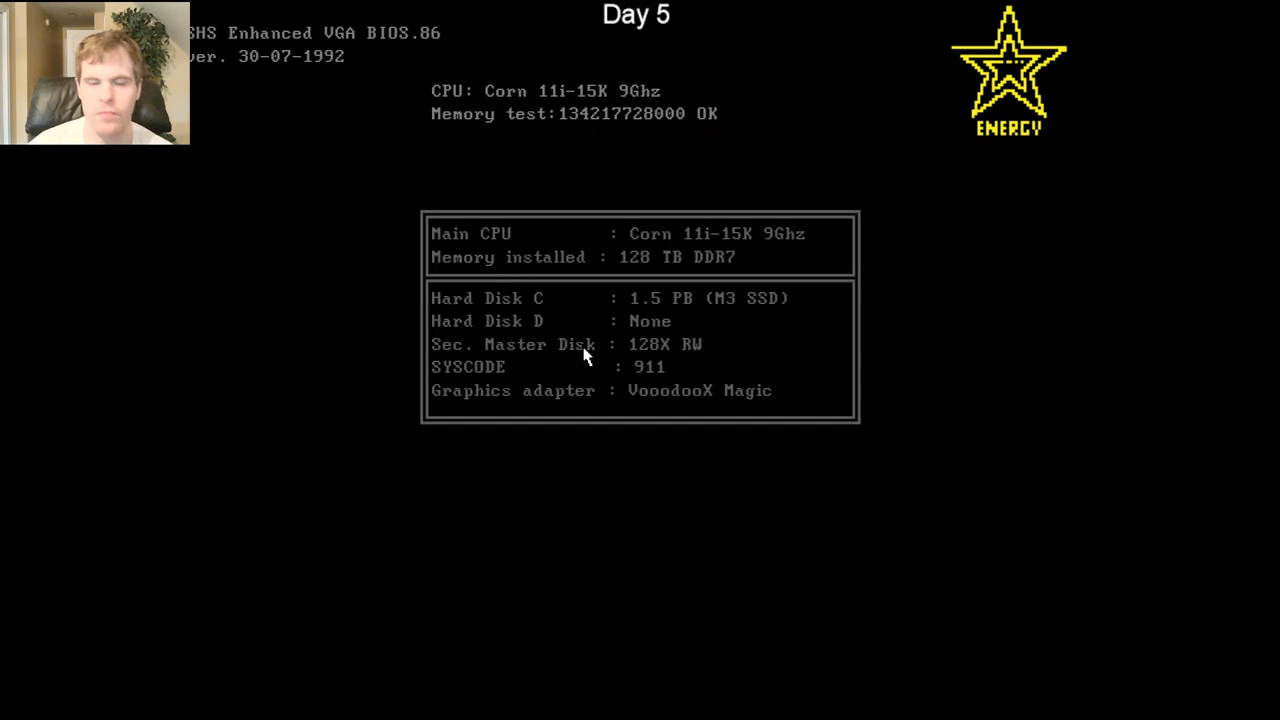 Day 5
SHS Enhanced VGA BIOS.86
ver. 30-07-1992
ENERGY
CPU: Corn 11i-15K 9Ghz
Memory test:134217728000 OK
Main CPU : Corn 11i-15K 9Ghz
Memory installed : 128 TB DDR7
Hard Disk C : 1.5 PB (M3 SSD)
Hard Disk D : None
Sec. Master Disk : 128X RW
SYSCODE : 911
Graphics adapter : VooodooX Magic